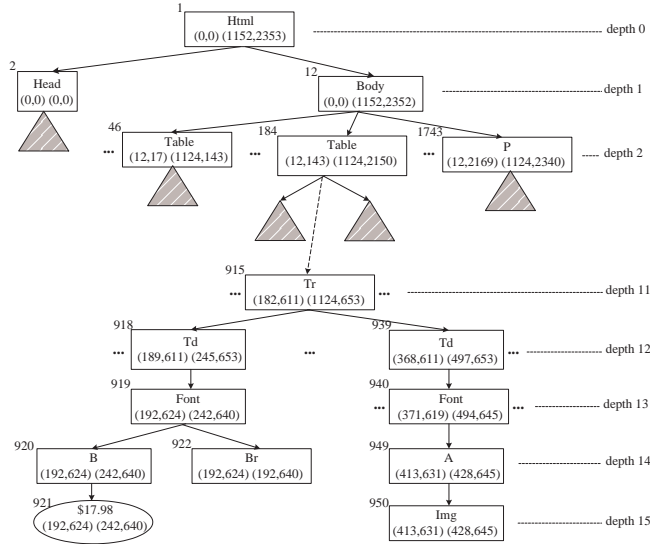 1
Html
(0,0) (1152,2353)
depth 0
2
Head
(0,0) (0,0)
12
Body
(0,0) (1152,2352)
depth 1
46
Table
(12,17) (1124,143)
...
184
Table
(12,143) (1124,2150)
...
1743
P
(12,2169) (1124,2340)
...
depth 2
915
Tr
(182,611) (1124,653)
...
...
depth 11
918
Td
(189,611) (245,653)
...
...
939
Td
(368,611) (497,653)
...
depth 12
919
Font
(192,624) (242,640)
940
Font
(371,619) (494,645)
...
...
depth 13
920
B
(192,624) (242,640)
922
Br
(192,624) (192,640)
949
A
(413,631) (428,645)
depth 14
921
$17.98
(192,624) (242,640)
950
Img
(413,631) (428,645)
depth 15